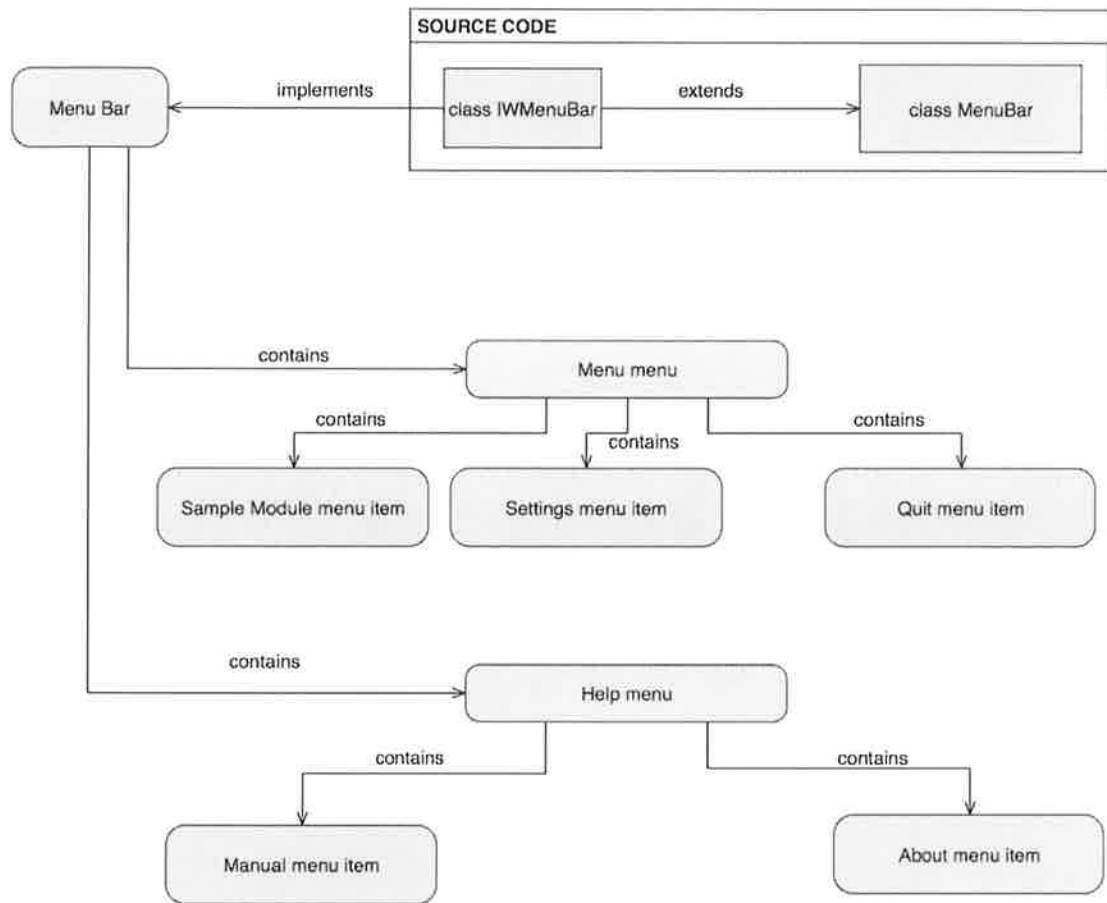 SOURCE CODE
Menu Bar
implements
class IWMenuBar
extends
class MenuBar
contains
Menu menu
contains
contains
contains
Sample Module menu item
Settings menu item
Quit menu item
contains
Help menu
contains
contains
Manual menu item
About menu item